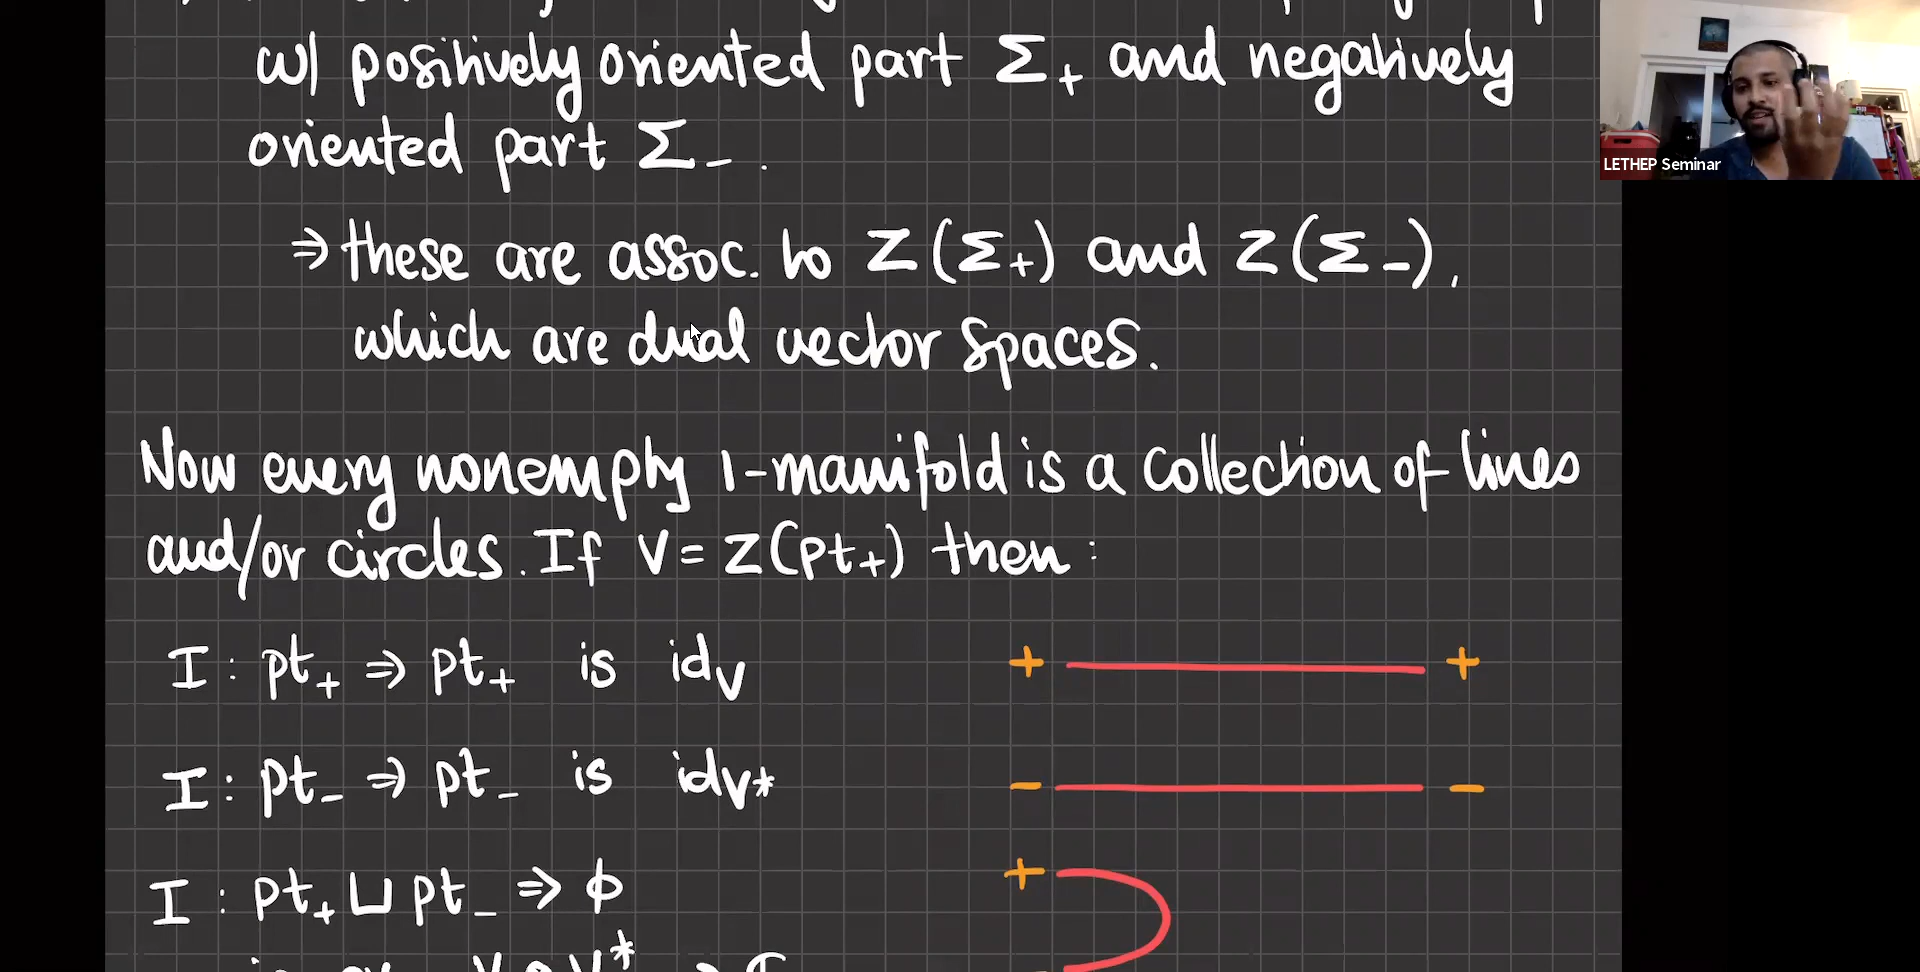 w/ positively oriented part Σ₊ and negatively
oriented part Σ₋ .
LETHEP Seminar
⇒ these are assoc. to Z(Σ₊) and Z(Σ₋),
which are dual vector spaces.
Now every nonempty 1-manifold is a collection of lines
and/or circles. If V = Z(pt₊) then :
I : pt₊ ⇒ pt₊ is id_V
+ +
I : pt₋ ⇒ pt₋ is id_V*
− −
I : pt₊ ⊔ pt₋ ⇒ φ
+